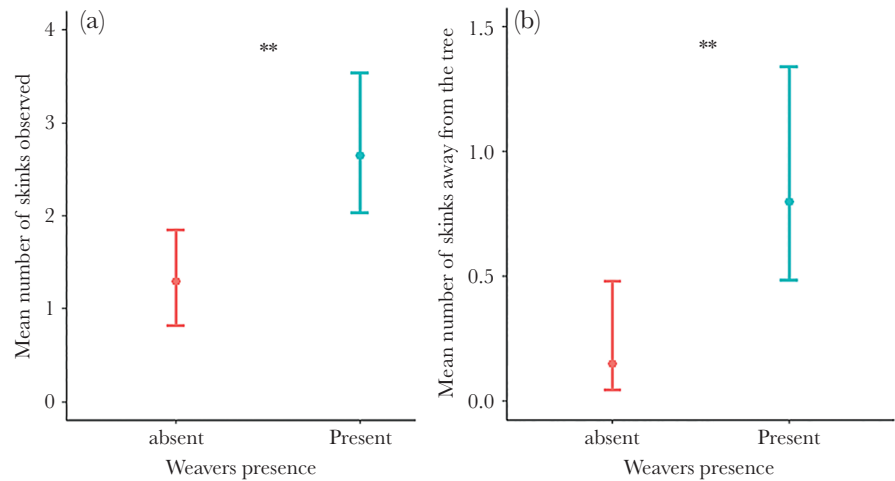 (a)
**
Mean number of skinks observed
4
3
2
1
0
absent
Present
Weavers presence
(b)
**
Mean number of skinks away from the tree
1.5
1.0
0.5
0.0
absent
Present
Weavers presence